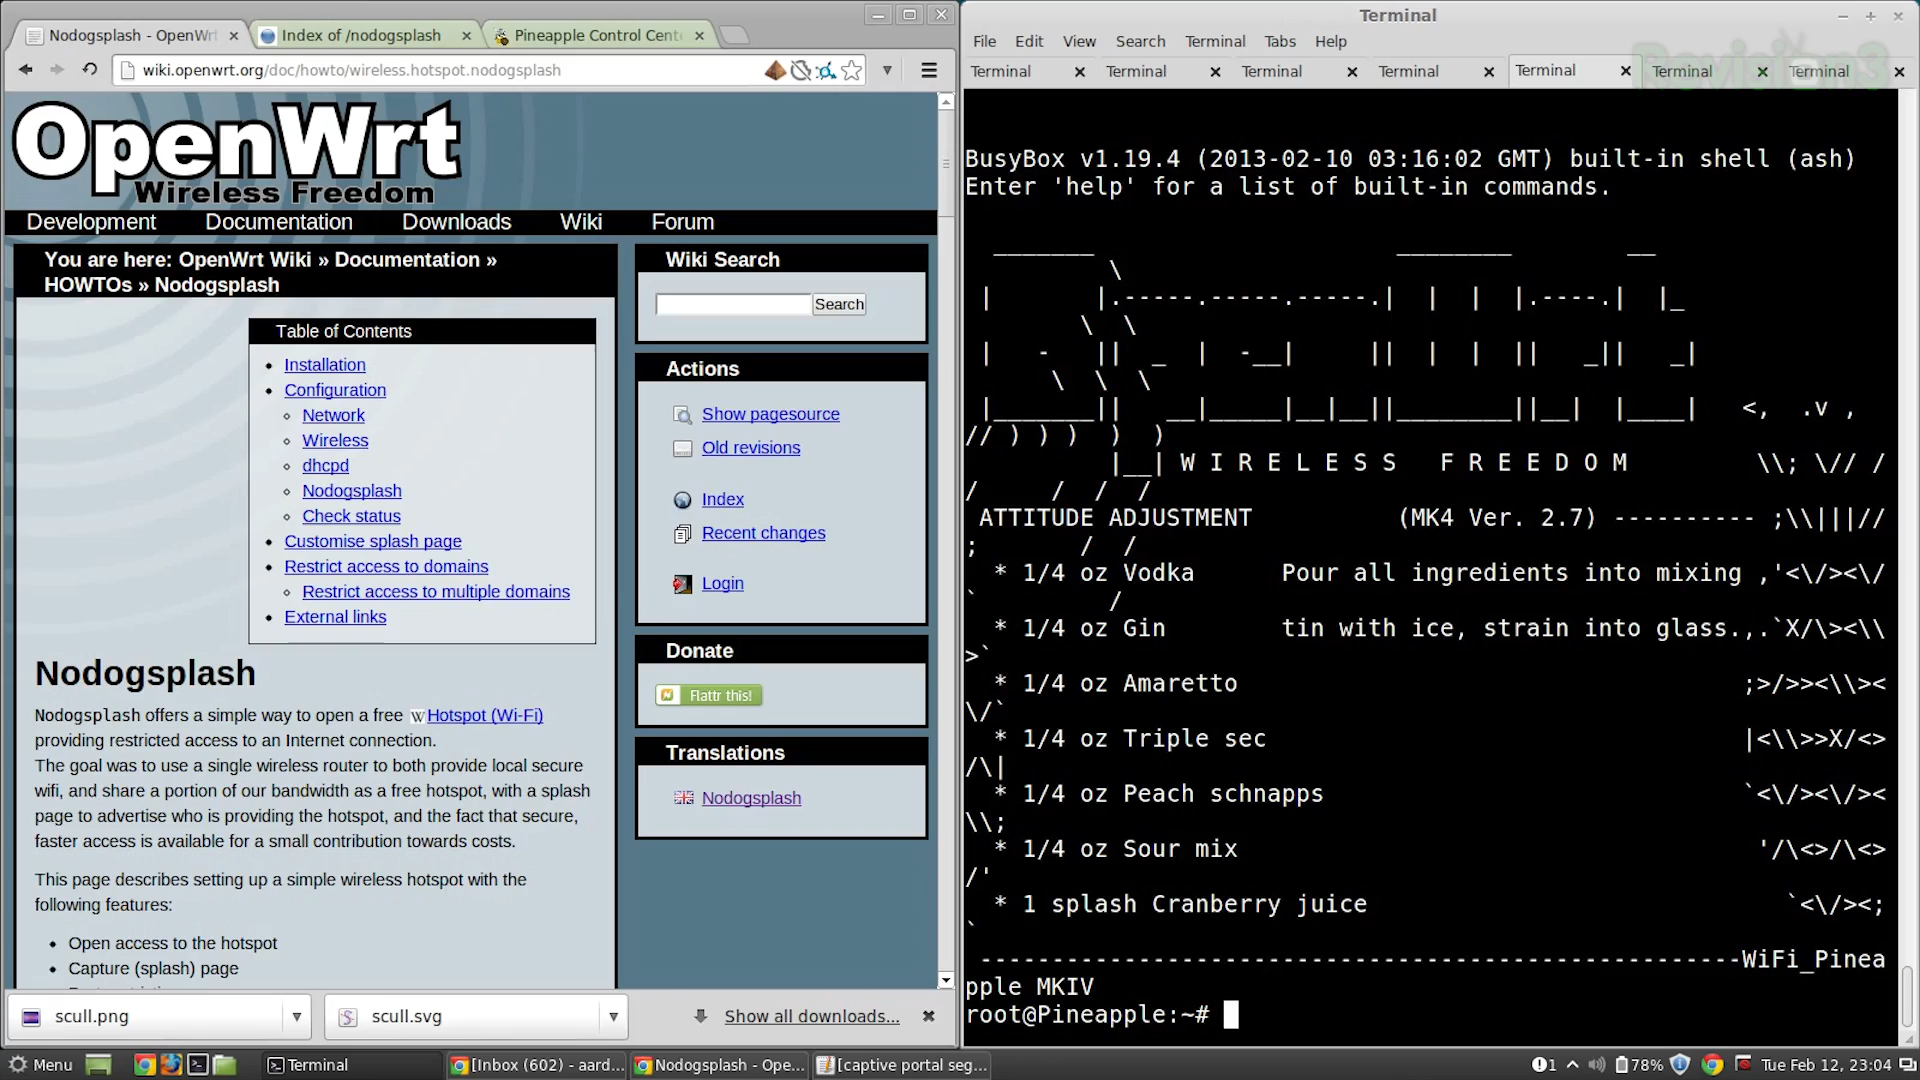 Nodogsplash - OpenWrt
Index of /nodogsplash
Pineapple Control Cente
wiki.openwrt.org/doc/howto/wireless.hotspot.nodogsplash
OpenWrt
Wireless Freedom
Development Documentation Downloads Wiki Forum
You are here: OpenWrt Wiki » Documentation »
HOWTOs » Nodogsplash
Table of Contents
Installation
Configuration
Network
Wireless
dhcpd
Nodogsplash
Check status
Customise splash page
Restrict access to domains
Restrict access to multiple domains
External links
Nodogsplash
Nodogsplash offers a simple way to open a free Hotspot (Wi-Fi)
providing restricted access to an Internet connection.
The goal was to use a single wireless router to both provide local secure
wifi, and share a portion of our bandwidth as a free hotspot, with a splash
page to advertise who is providing the hotspot, and the fact that secure,
faster access is available for a small contribution towards costs.
This page describes setting up a simple wireless hotspot with the
following features:
• Open access to the hotspot
• Capture (splash) page
Wiki Search
Search
Actions
Show pagesource
Old revisions
Index
Recent changes
Login
Donate
Flattr this!
Translations
Nodogsplash
scull.png
scull.svg
Show all downloads...
Terminal
File Edit View Search Terminal Tabs Help
Terminal Terminal Terminal Terminal Terminal Terminal Terminal
Revision3
BusyBox v1.19.4 (2013-02-10 03:16:02 GMT) built-in shell (ash)
Enter 'help' for a list of built-in commands.
W I R E L E S S   F R E E D O M
ATTITUDE ADJUSTMENT (MK4 Ver. 2.7) ----------
* 1/4 oz Vodka Pour all ingredients into mixing
* 1/4 oz Gin tin with ice, strain into glass.
* 1/4 oz Amaretto
* 1/4 oz Triple sec
* 1/4 oz Peach schnapps
* 1/4 oz Sour mix
* 1 splash Cranberry juice
-----------------------------------------------------WiFi_Pinea
pple MKIV
root@Pineapple:~#
Menu
Terminal
[Inbox (602) - aard...
Nodogsplash - Ope...
[captive portal seg...
1
78%
Tue Feb 12, 23:04